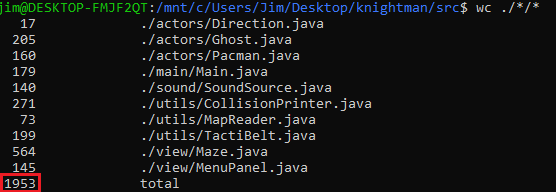 jim@DESKTOP-FMJF2QT:/mnt/c/Users/Jim/Desktop/knightman/src$ wc ./*/*
17 ./actors/Direction.java
205 ./actors/Ghost.java
160 ./actors/Pacman.java
179 ./main/Main.java
140 ./sound/SoundSource.java
271 ./utils/CollisionPrinter.java
73 ./utils/MapReader.java
199 ./utils/TactiBelt.java
564 ./view/Maze.java
145 ./view/MenuPanel.java
1953 total